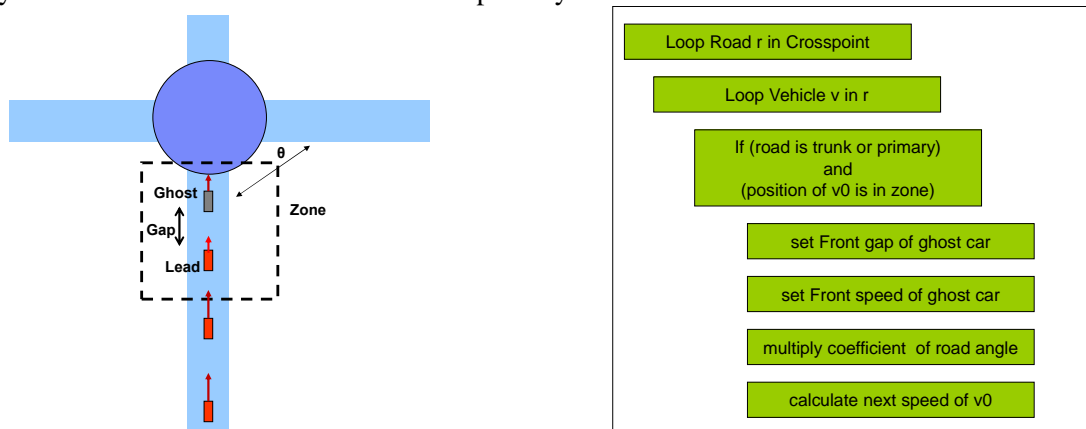 θ
Ghost
Zone
Gap
Lead
Loop Road r in Crosspoint
Loop Vehicle v in r
If (road is trunk or primary)
and
(position of v0 is in zone)
set Front gap of ghost car
set Front speed of ghost car
multiply coefficient of road angle
calculate next speed of v0